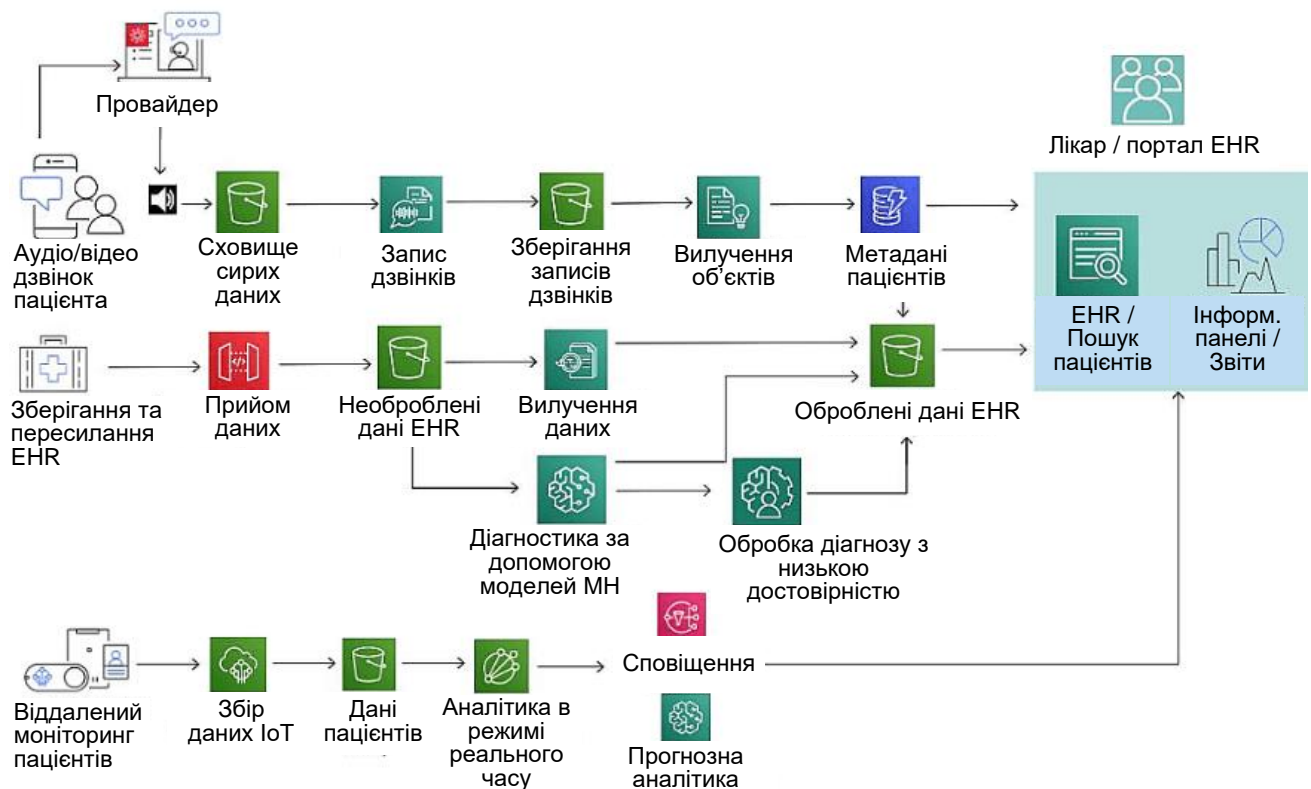 Провайдер
Лікар / портал EHR
Аудіо/відео
дзвінок
пацієнта
Сховище
сирих
даних
Запис
дзвінків
Зберігання
записів
дзвінків
Вилучення
об’єктів
Метадані
пацієнтів
EHR /
Пошук
пацієнтів
Інформ.
панелі /
Звіти
Зберігання та
пересилання
EHR
Прийом
даних
Необроблені
дані EHR
Вилучення
даних
Оброблені дані EHR
Діагностика за
допомогою
моделей МН
Обробка діагнозу з
низькою
достовірністю
Віддалений
моніторинг
пацієнтів
Збір
даних IoT
Дані
пацієнтів
Аналітика в
режимі
реального
часу
Сповіщення
Прогнозна
аналітика